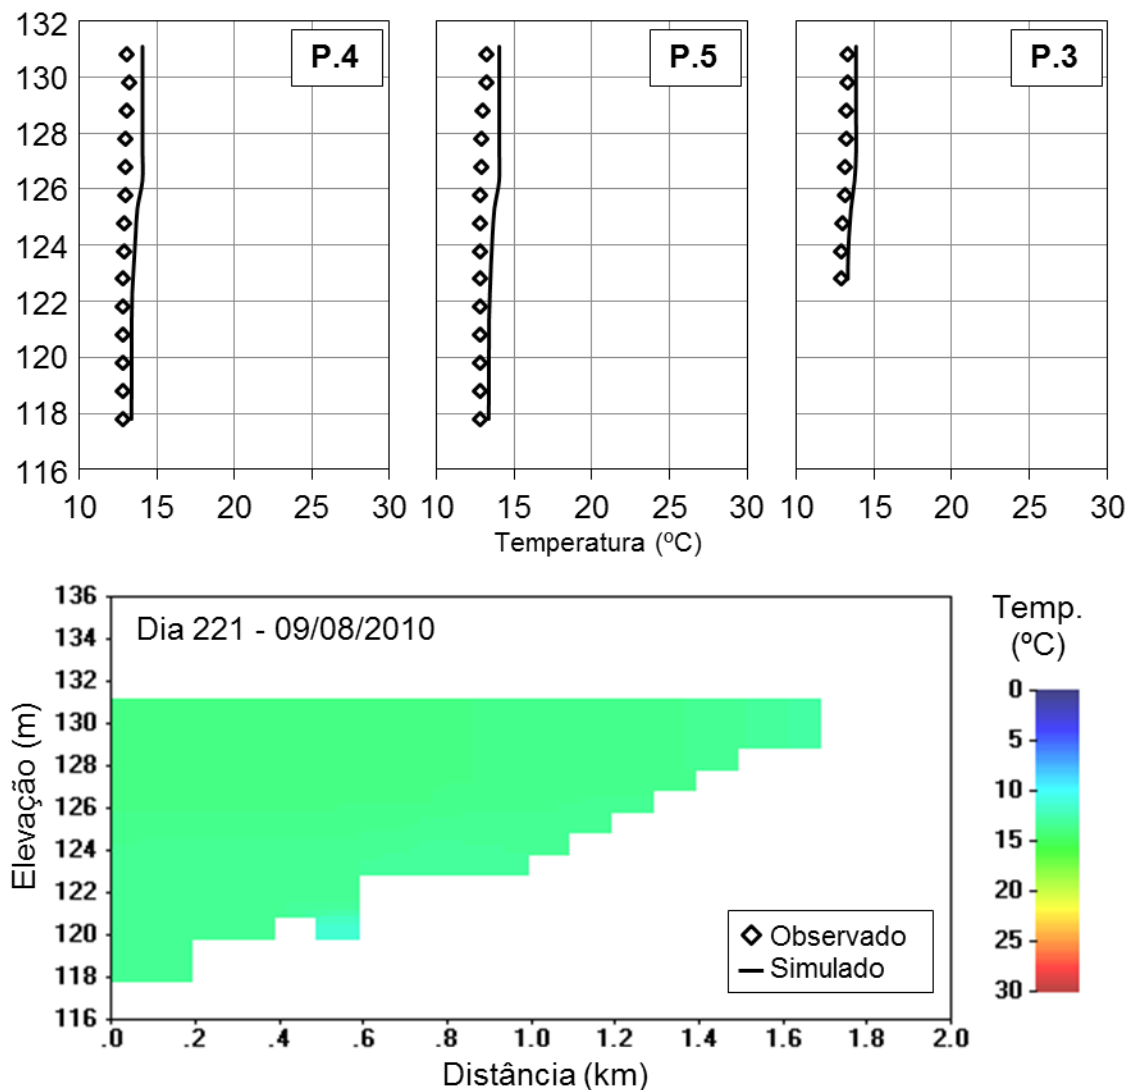 132
130
128
126
124
122
120
118
116
P.4
P.5
P.3
10 15 20 25 30
10 15 20 25 30
10 15 20 25 30
Temperatura (ºC)
136
134
132
130
128
126
124
122
120
118
116
Elevação (m)
Dia 221 - 09/08/2010
Observado
Simulado
.0 .2 .4 .6 .8 1.0 1.2 1.4 1.6 1.8 2.0
Distância (km)
Temp.
(ºC)
0
5
10
15
20
25
30